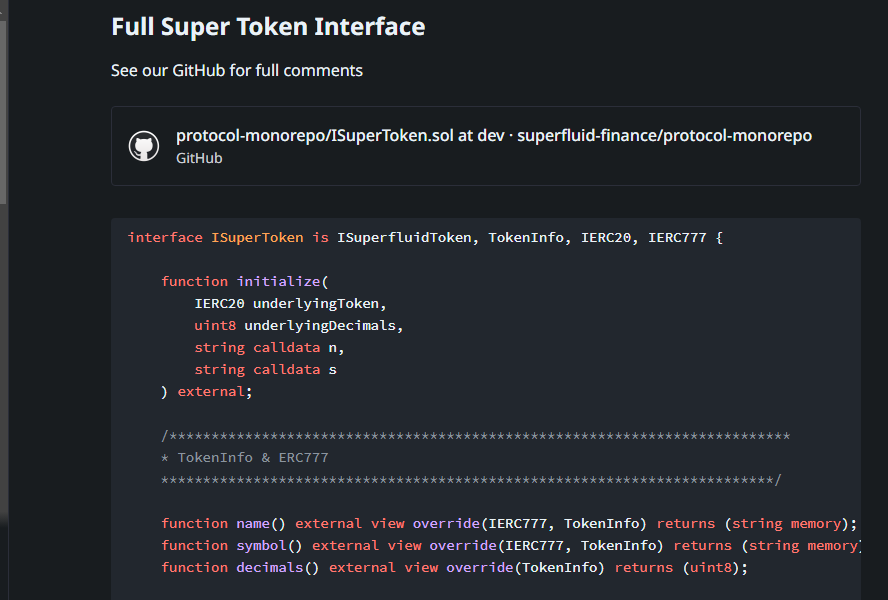 Full Super Token Interface
See our GitHub for full comments
protocol-monorepo/ISuperToken.sol at dev · superfluid-finance/protocol-monorepo
GitHub
interface ISuperToken is ISuperfluidToken, TokenInfo, IERC20, IERC777 {
function initialize(
IERC20 underlyingToken,
uint8 underlyingDecimals,
string calldata n,
string calldata s
) external;
/**************************************************************************
* TokenInfo & ERC777
*************************************************************************/
function name() external view override(IERC777, TokenInfo) returns (string memory);
function symbol() external view override(IERC777, TokenInfo) returns (string memory)
function decimals() external view override(TokenInfo) returns (uint8);